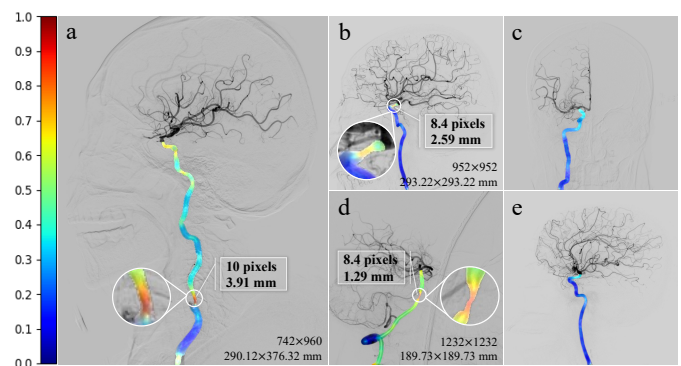 1.0
0.9
0.8
0.7
0.6
0.5
0.4
0.3
0.2
0.1
0.0
a
10 pixels
3.91 mm
742×960
290.12×376.32 mm
b
8.4 pixels
2.59 mm
952×952
293.22×293.22 mm
c
d
8.4 pixels
1.29 mm
1232×1232
189.73×189.73 mm
e